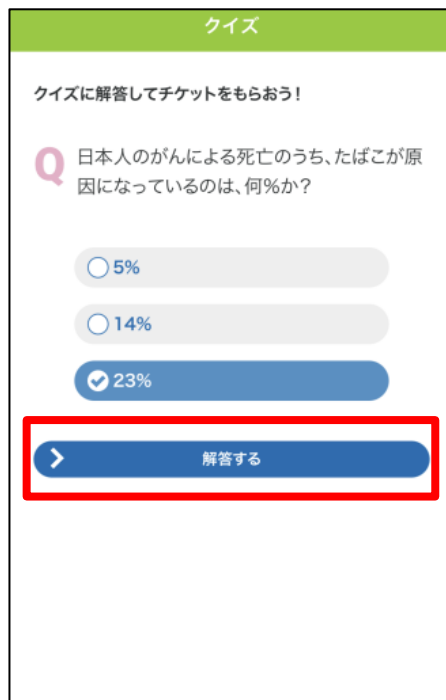 クイズ
クイズに解答してチケットをもらおう!
Q 日本人のがんによる死亡のうち、たばこが原
因になっているのは、何%か?
5%
14%
23%
解答する